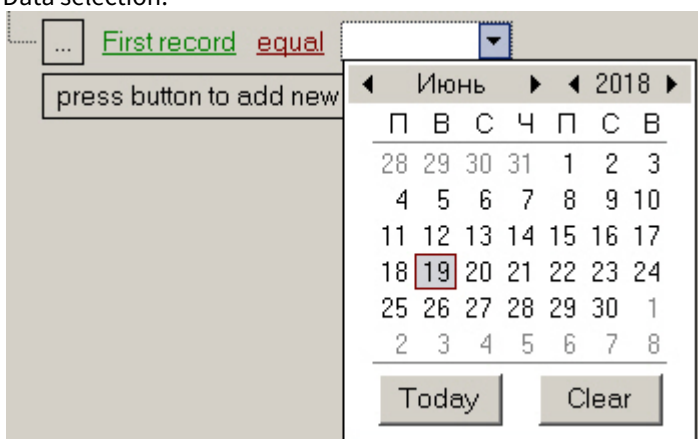 Data selection:
... First record equal
press button to add new
Июнь 2018
П В С Ч П С В
28 29 30 31 1 2 3
4 5 6 7 8 9 10
11 12 13 14 15 16 17
18 19 20 21 22 23 24
25 26 27 28 29 30 1
2 3 4 5 6 7 8
Today Clear